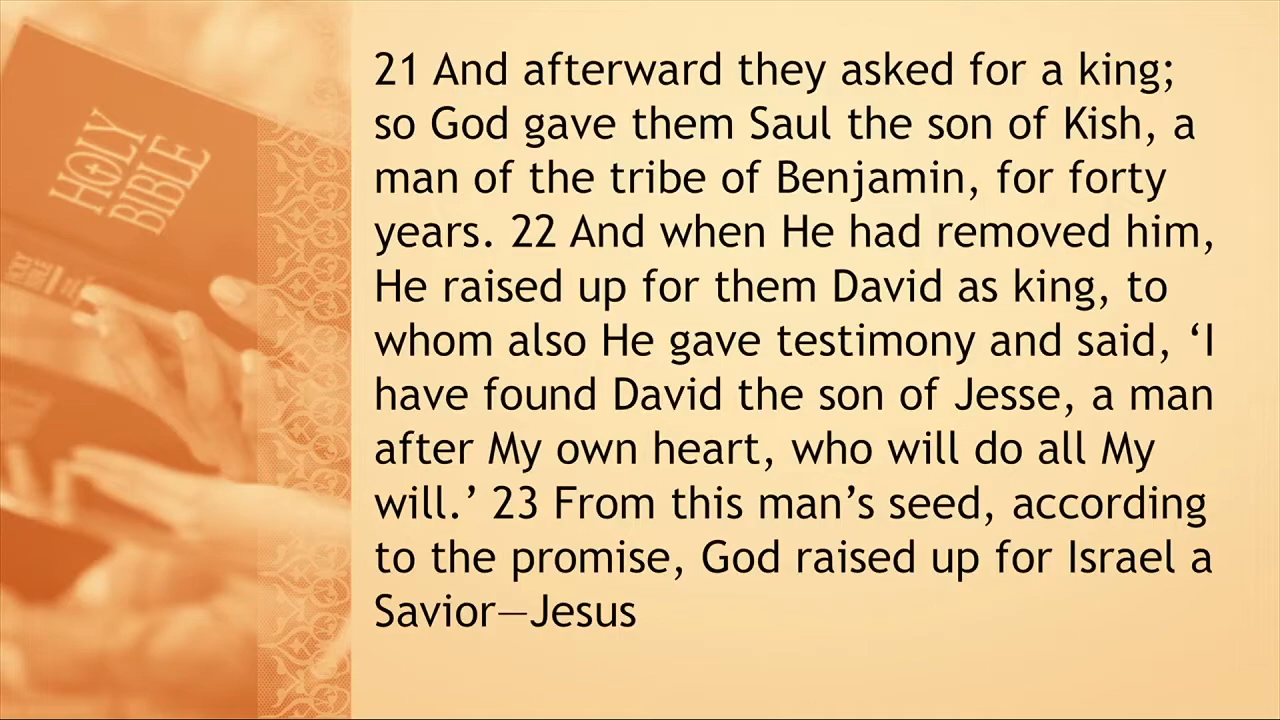 HOLY
BIBLE
21 And afterward they asked for a king;
so God gave them Saul the son of Kish, a
man of the tribe of Benjamin, for forty
years. 22 And when He had removed him,
He raised up for them David as king, to
whom also He gave testimony and said, ‘I
have found David the son of Jesse, a man
after My own heart, who will do all My
will.’ 23 From this man’s seed, according
to the promise, God raised up for Israel a
Savior—Jesus